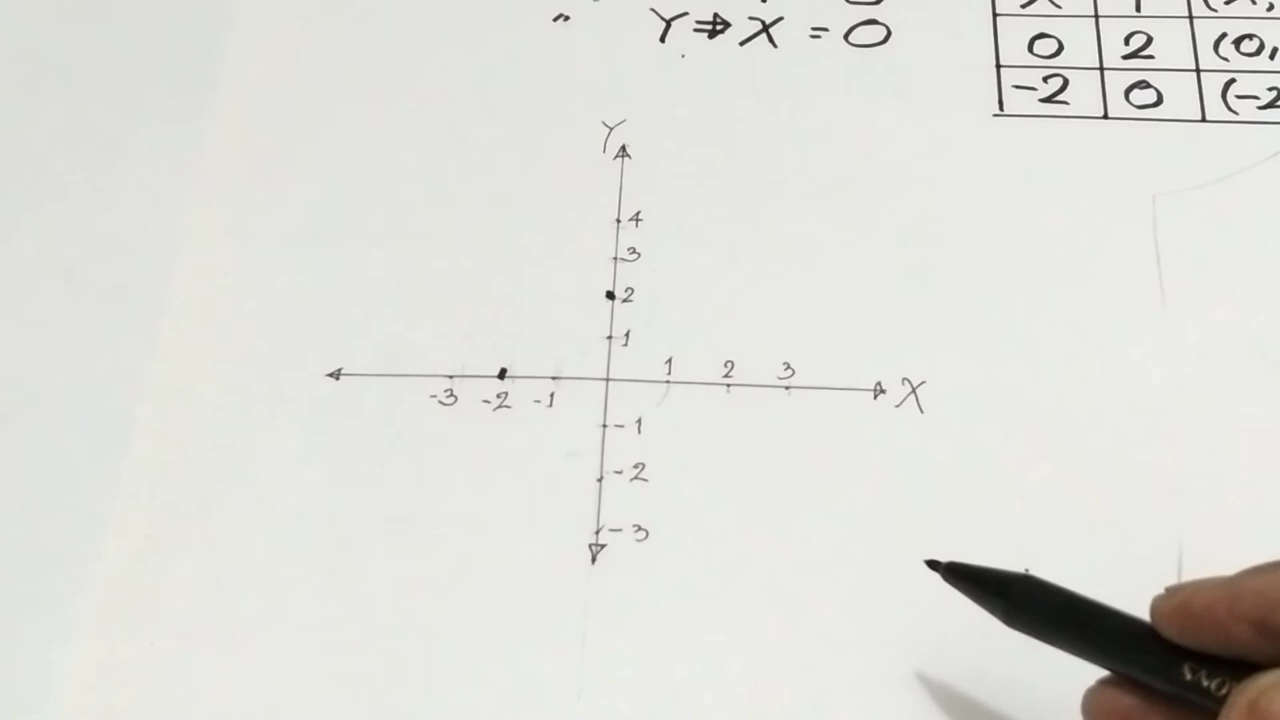 " Y ⇒ X = 0
0 2 (0,
-2 0 (-2
Y
4
3
2
1
1 2 3
X
-3 -2 -1
-1
-2
-3